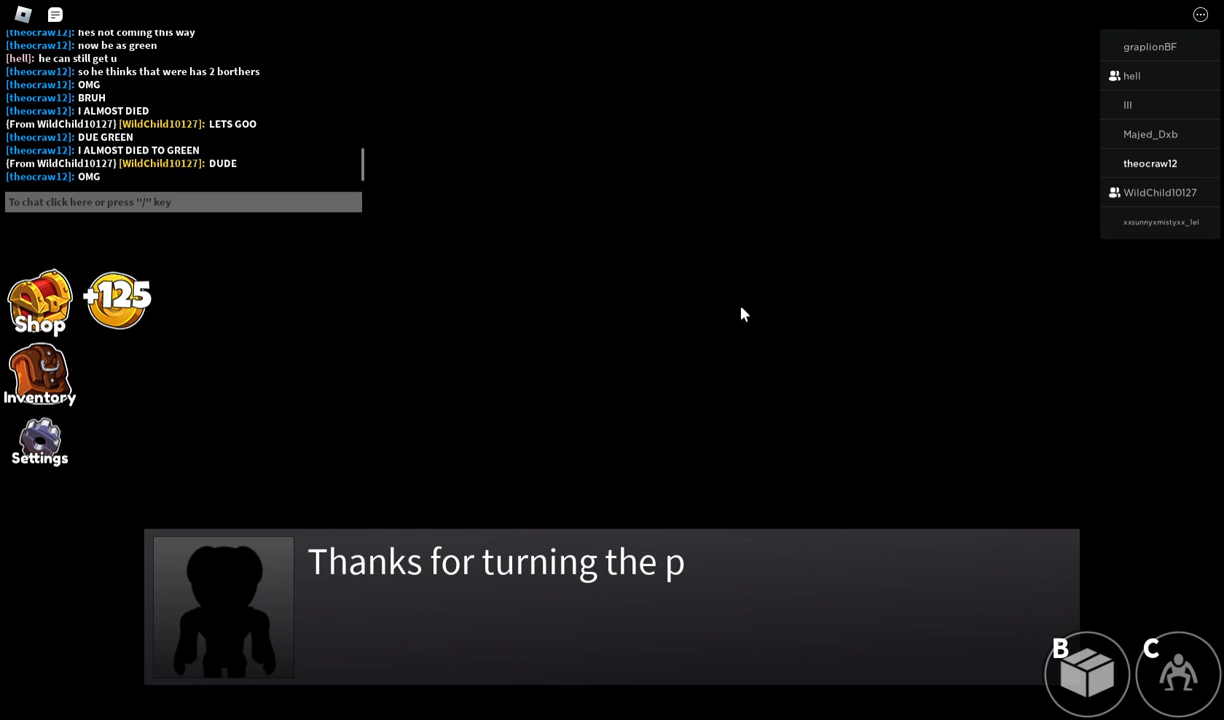 [theocraw12]: hes not coming this way
[theocraw12]: now be as green
[hell]: he can still get u
[theocraw12]: so he thinks that were has 2 borthers
[theocraw12]: OMG
[theocraw12]: BRUH
[theocraw12]: I ALMOST DIED
{From WildChild10127} [WildChild10127]: LETS GOO
[theocraw12]: DUE GREEN
[theocraw12]: I ALMOST DIED TO GREEN
{From WildChild10127} [WildChild10127]: DUDE
[theocraw12]: OMG
To chat click here or press "/" key
graplionBF
hell
Majed_Dxb
theocraw12
WildChild10127
xxsunnyxmistyxx_1el
+125
Shop
Inventory
Settings
Thanks for turning the p
B
C